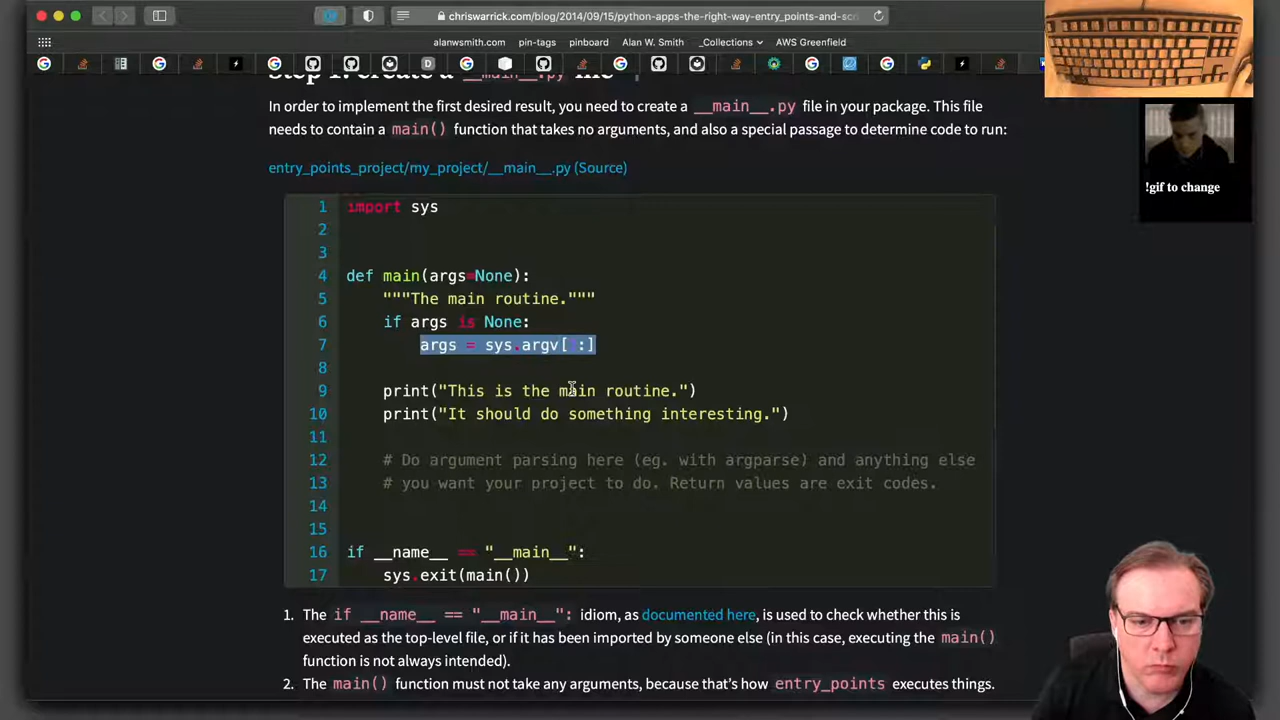 chriswarrick.com/blog/2014/09/15/python-apps-the-right-way-entry_points-and-scr
alanwsmith.com pin-tags pinboard Alan W. Smith _Collections AWS Greenfield
Step 1: create a __main__.py file
In order to implement the first desired result, you need to create a __main__.py file in your package. This file
needs to contain a main() function that takes no arguments, and also a special passage to determine code to run:
!gif to change
entry_points_project/my_project/__main__.py (Source)
1 import sys
2
3
4 def main(args=None):
5 """The main routine."""
6 if args is None:
7 args = sys.argv[1:]
8
9 print("This is the main routine.")
10 print("It should do something interesting.")
11
12 # Do argument parsing here (eg. with argparse) and anything else
13 # you want your project to do. Return values are exit codes.
14
15
16 if __name__ == "__main__":
17 sys.exit(main())
1. The if __name__ == "__main__": idiom, as documented here, is used to check whether this is
executed as the top-level file, or if it has been imported by someone else (in this case, executing the main()
function is not always intended).
2. The main() function must not take any arguments, because that's how entry_points executes things.